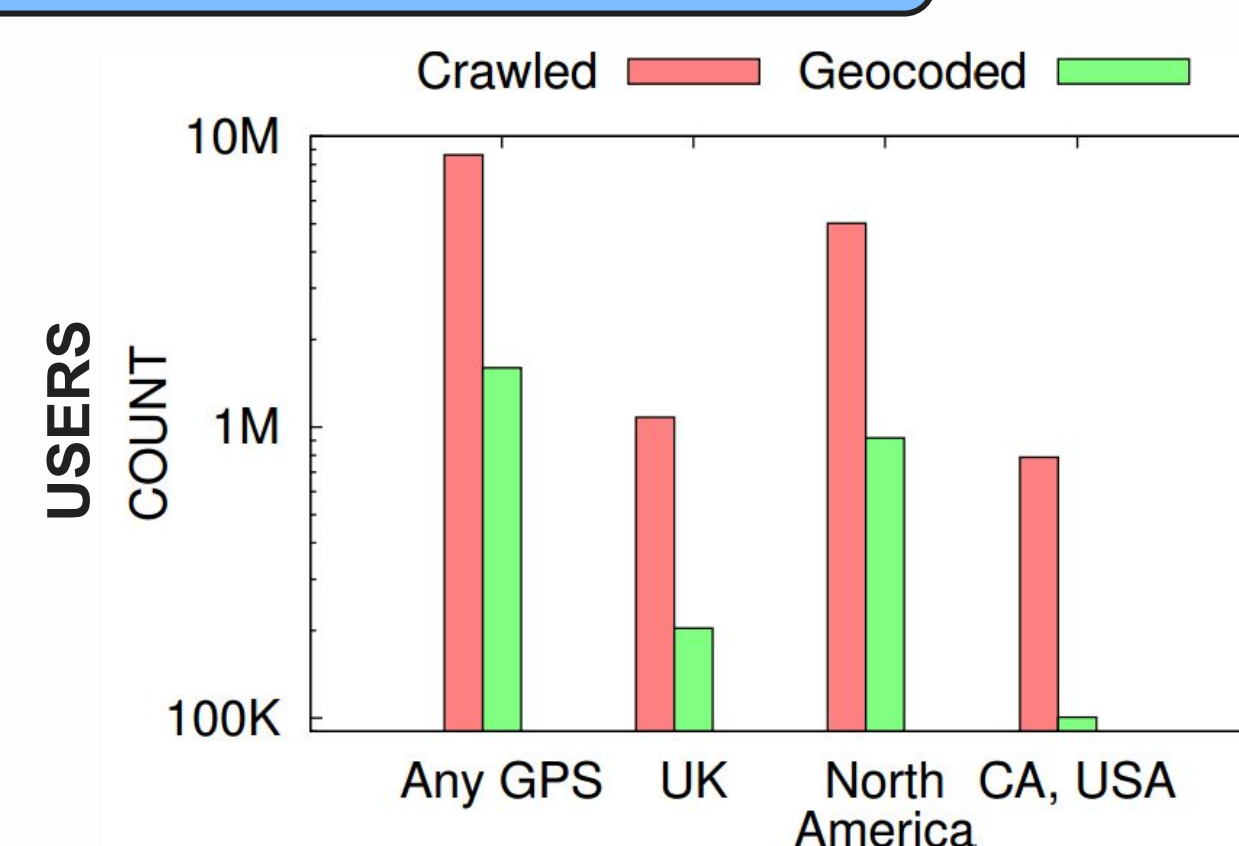 Crawled Geocoded
10M
1M
100K
USERS
COUNT
Any GPS UK North CA, USA
America